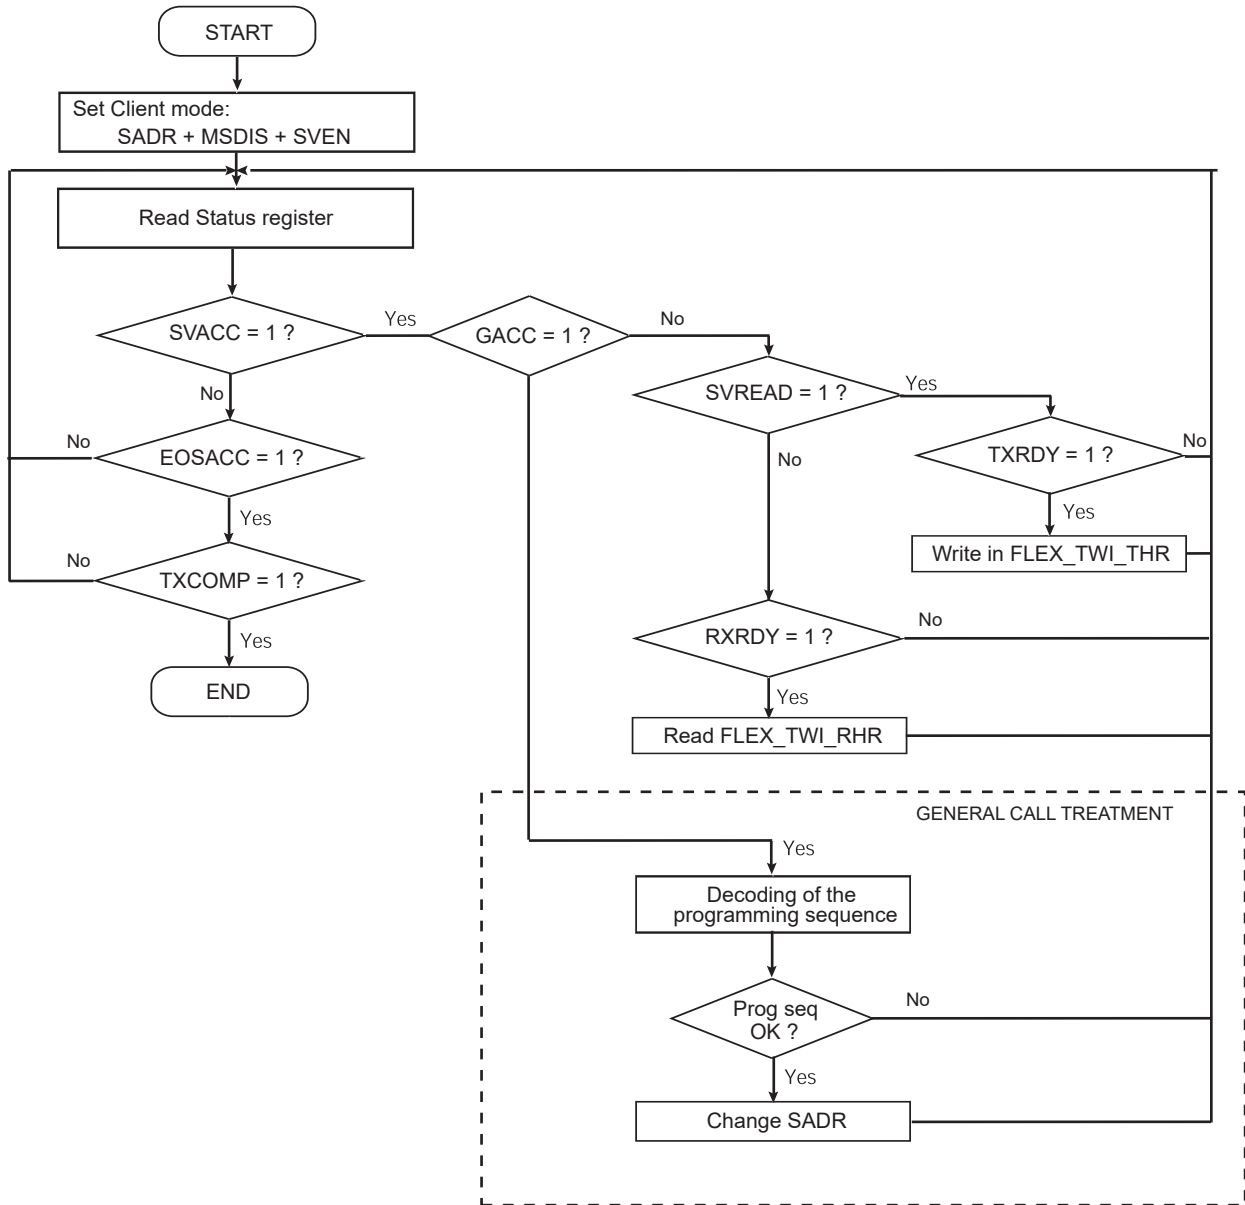 START
Set Client mode:
SADR + MSDIS + SVEN
Read Status register
SVACC = 1 ?
Yes
GACC = 1 ?
No
SVREAD = 1 ?
Yes
No
No
EOSACC = 1 ?
No
TXRDY = 1 ?
No
Yes
Yes
Write in FLEX_TWI_THR
No
TXCOMP = 1 ?
Yes
RXRDY = 1 ?
No
END
Yes
Read FLEX_TWI_RHR
GENERAL CALL TREATMENT
Yes
Decoding of the
programming sequence
Prog seq
OK ?
No
Yes
Change SADR